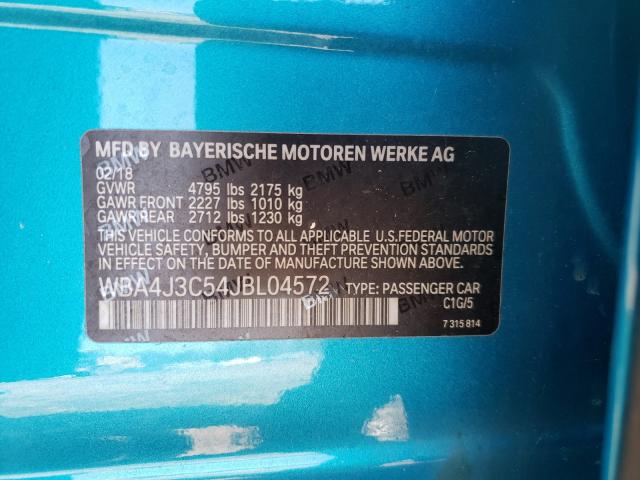 MFD BY BAYERISCHE MOTOREN WERKE AG
02/18
GVWR 4795 lbs 2175 kg
GAWR FRONT 2227 lbs 1010 kg
GAWR REAR 2712 lbs 1230 kg
THIS VEHICLE CONFORMS TO ALL APPLICABLE U.S.FEDERAL MOTOR
VEHICLE SAFETY, BUMPER AND THEFT PREVENTION STANDARDS
IN EFFECT ON THE DATE OF MANUFACTURE SHOWN ABOVE.
WBA4J3C54JBL04572 TYPE: PASSENGER CAR
C1G/5
7 315 814